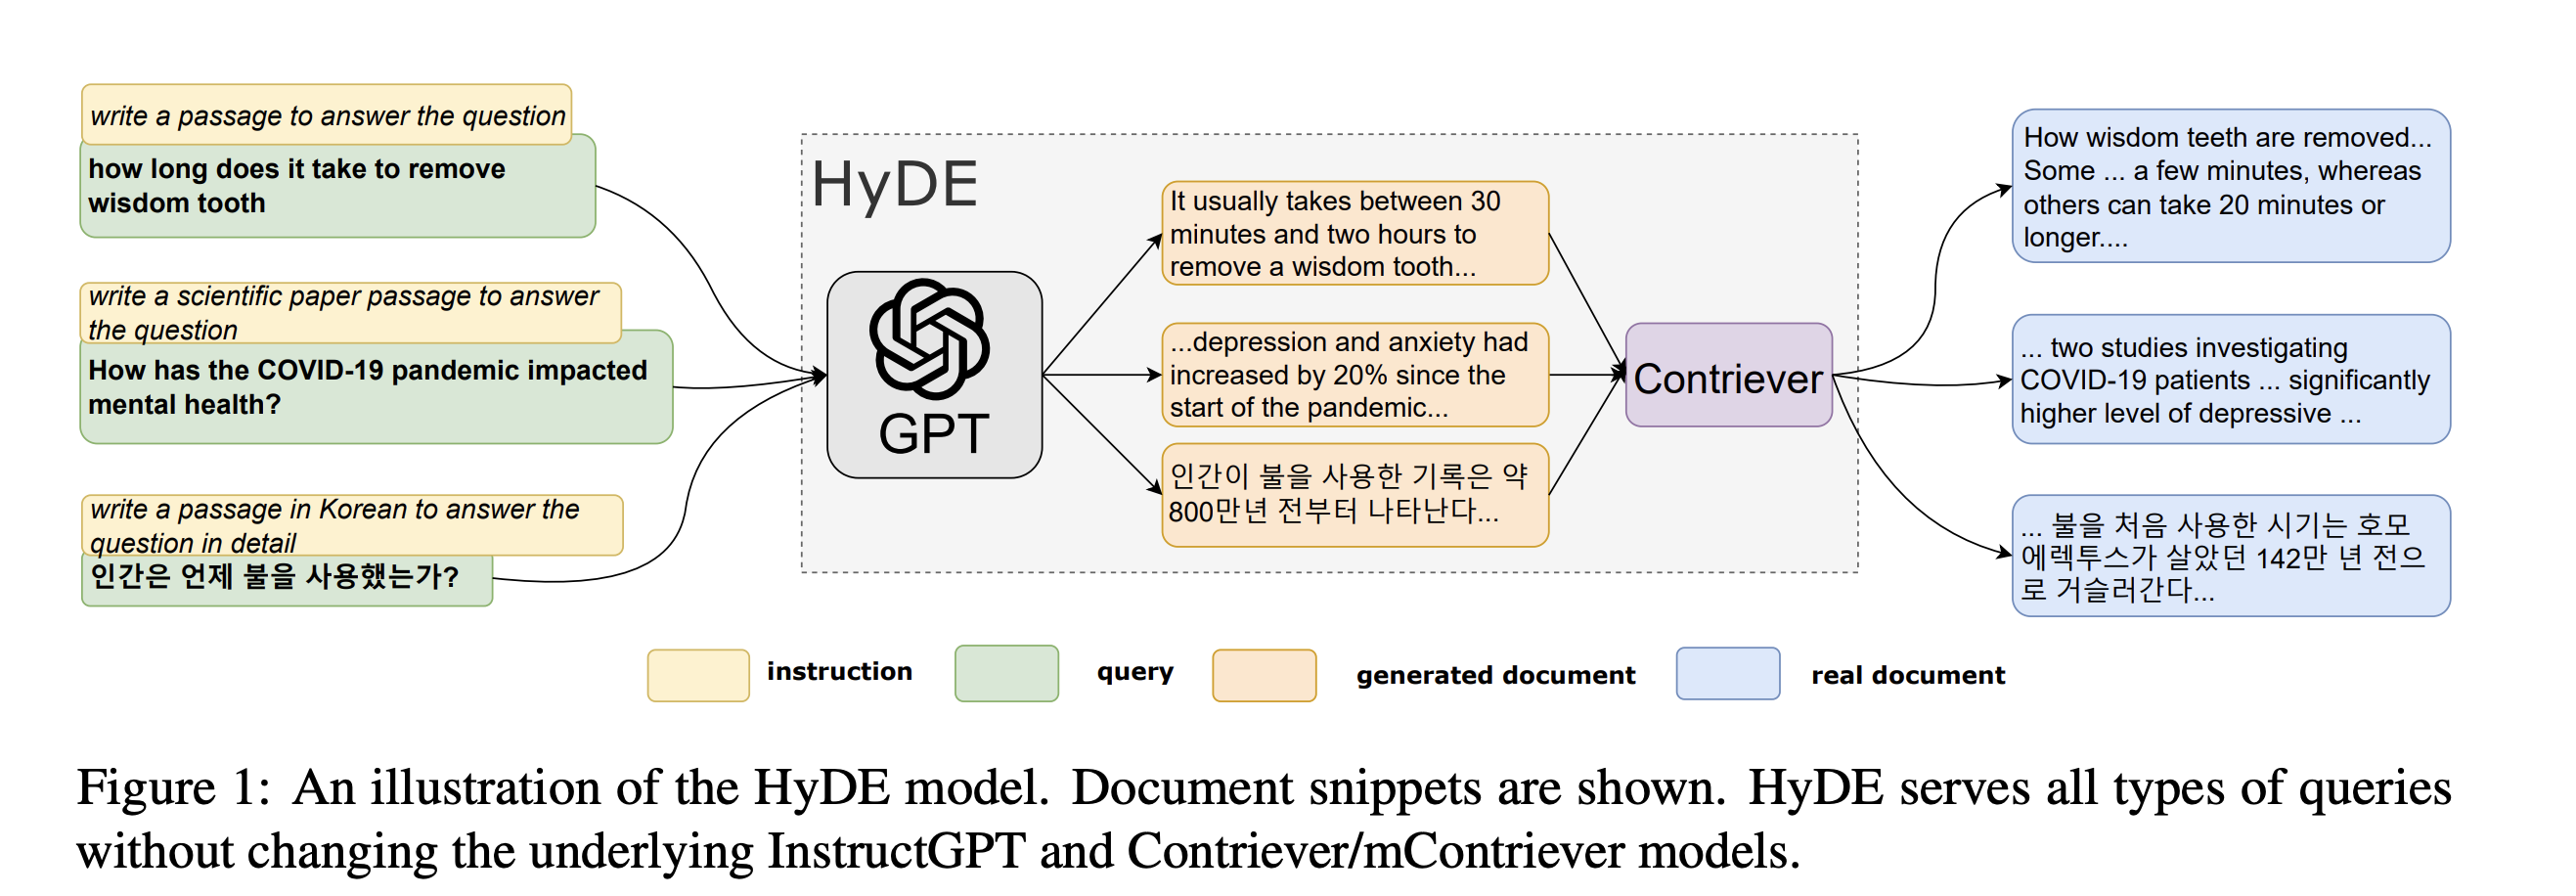 write a passage to answer the question
how long does it take to remove
wisdom tooth
write a scientific paper passage to answer
the question
How has the COVID-19 pandemic impacted
mental health?
write a passage in Korean to answer the
question in detail
인간은 언제 불을 사용했는가?
HyDE
GPT
It usually takes between 30
minutes and two hours to
remove a wisdom tooth...
...depression and anxiety had
increased by 20% since the
start of the pandemic...
인간이 불을 사용한 기록은 약
800만년 전부터 나타난다...
Contriever
How wisdom teeth are removed...
Some ... a few minutes, whereas
others can take 20 minutes or
longer....
... two studies investigating
COVID-19 patients ... significantly
higher level of depressive ...
... 불을 처음 사용한 시기는 호모
에렉투스가 살았던 142만 년 전으
로 거슬러간다...
instruction
query
generated document
real document
Figure 1: An illustration of the HyDE model. Document snippets are shown. HyDE serves all types of queries
without changing the underlying InstructGPT and Contriever/mContriever models.